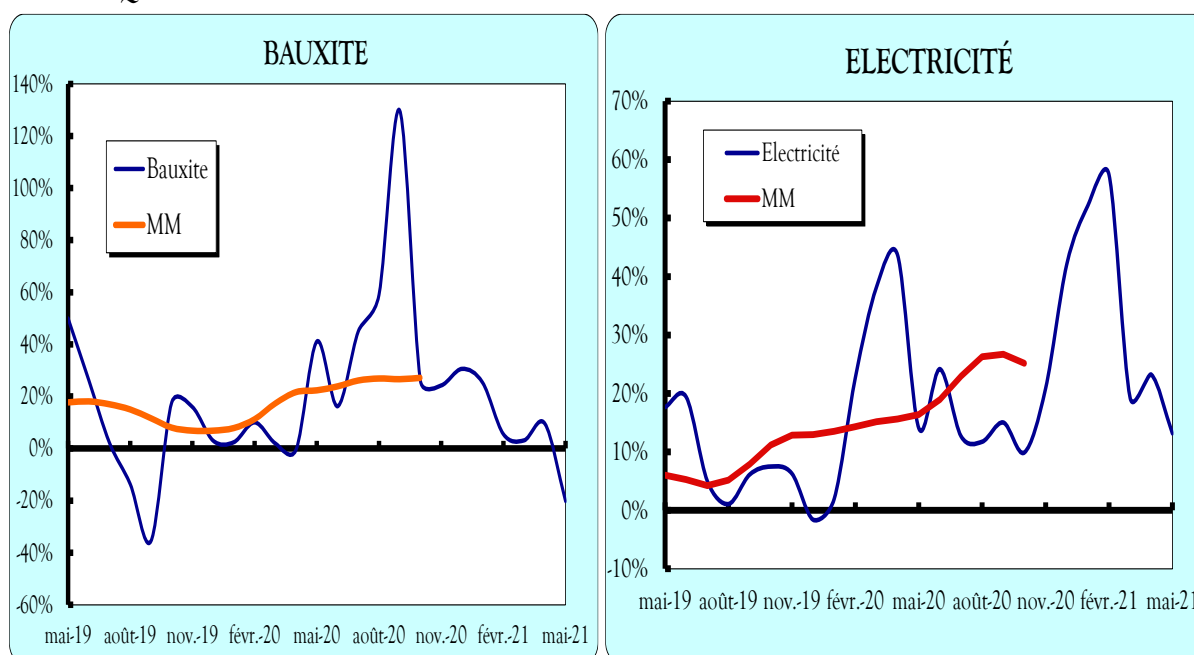 BAUXITE
140%
120%
100%
80%
60%
40%
20%
0%
-20%
-40%
-60%
Bauxite
MM
mai-19 août-19 nov.-19 févr.-20 mai-20 août-20 nov.-20 févr.-21 mai-21
ELECTRICITÉ
70%
60%
50%
40%
30%
20%
10%
0%
-10%
Electricité
MM
mai-19 août-19 nov.-19 févr.-20 mai-20 août-20 nov.-20 févr.-21 mai-21